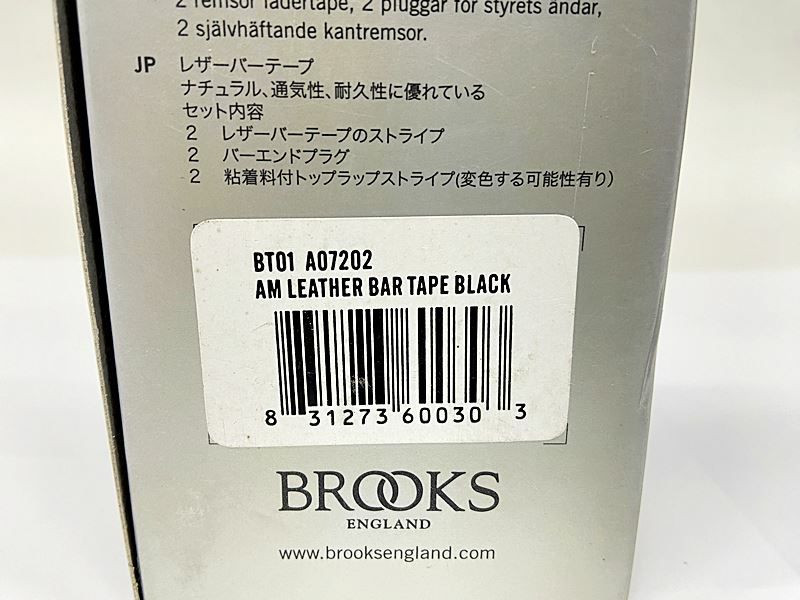 2 remsor lädertape, 2 pluggar för styrets ändar,
2 självhäftande kantremsor.
JP レザーバーテープ
ナチュラル、通気性、耐久性に優れている
セット内容
2 レザーバーテープのストライプ
2 バーエンドプラグ
2 粘着料付トップラップストライプ(変色する可能性有り)
BT01 A07202
AM LEATHER BAR TAPE BLACK
8 31273 60030 3
BROOKS
ENGLAND
www.brooksengland.com